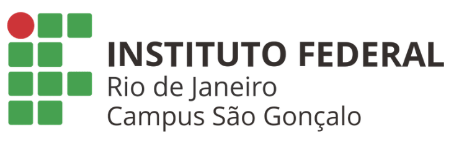 INSTITUTO FEDERAL
Rio de Janeiro
Campus São Gonçalo